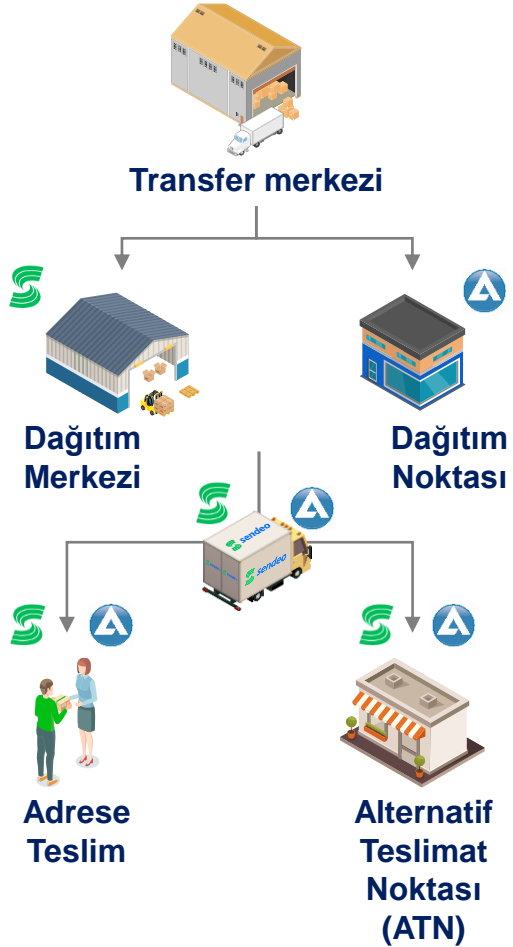 Transfer merkezi
Dağıtım
Merkezi
Dağıtım
Noktası
sendeo
sendeo
Adrese
Teslim
Alternatif
Teslimat
Noktası
(ATN)